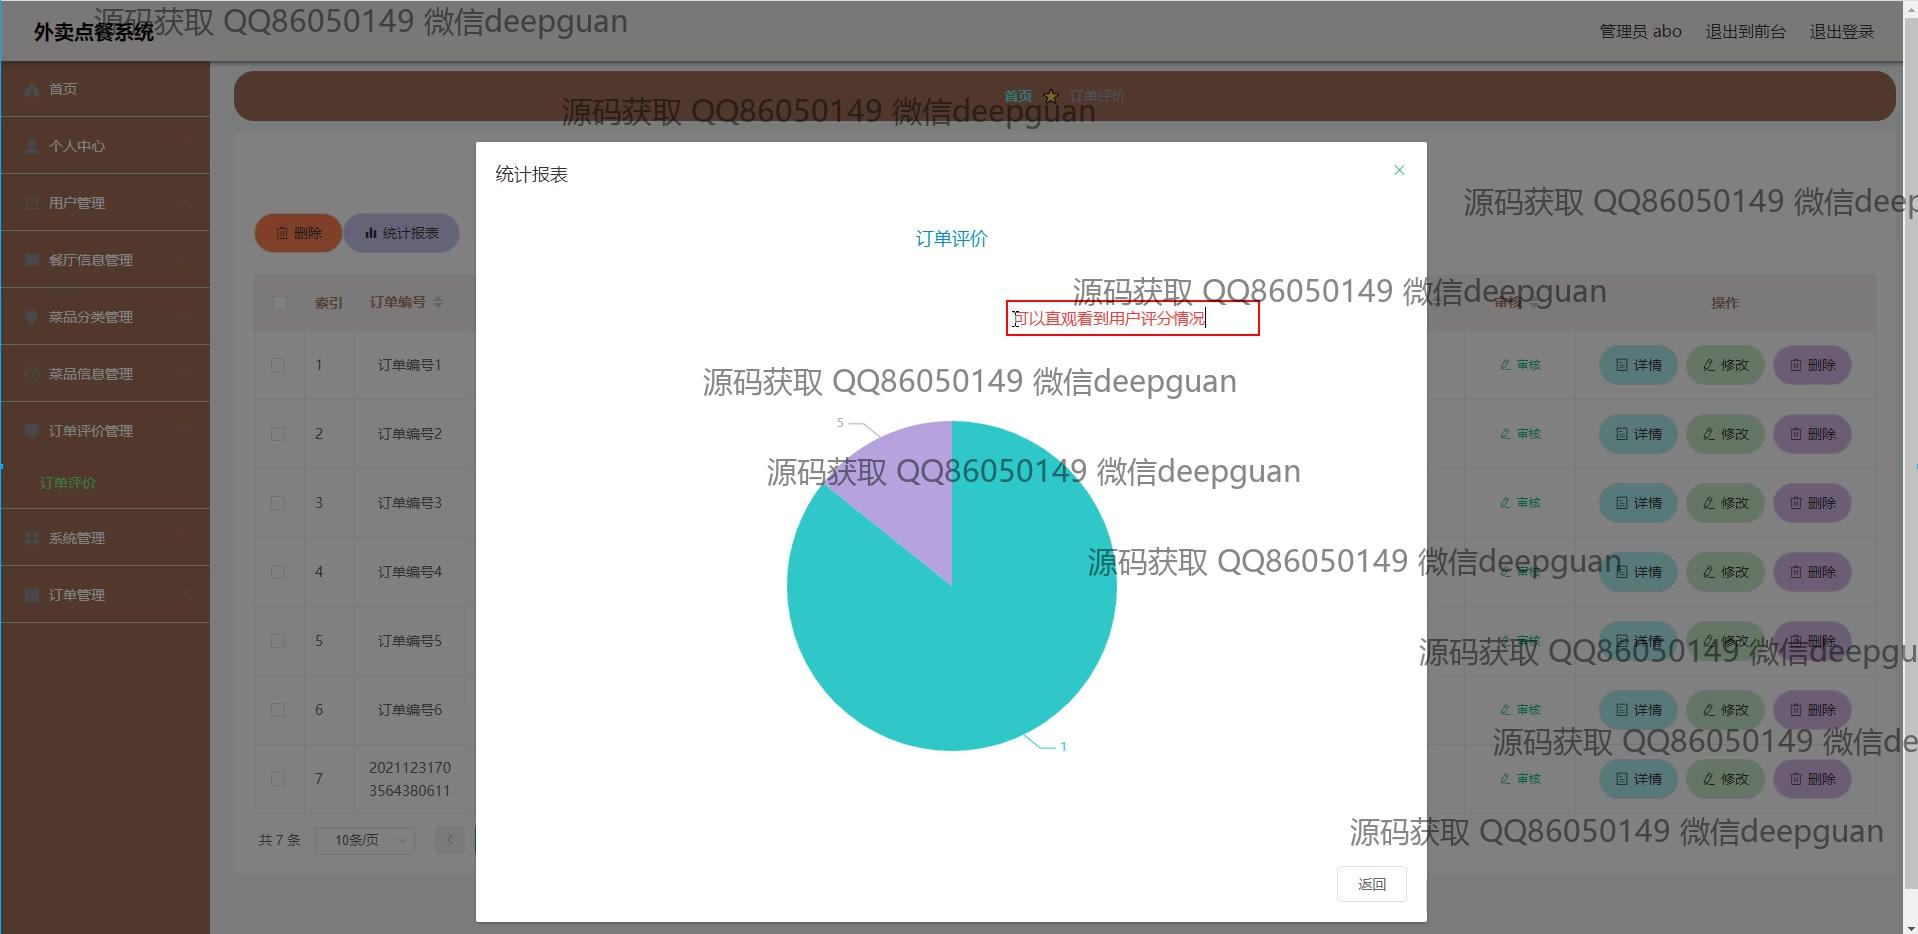 外卖点餐系统
源码获取 QQ86050149 微信deepguan
管理员 abo 退出到前台 退出登录
首页
个人中心
用户管理
餐厅信息管理
菜品分类管理
菜品信息管理
订单评价管理
订单评价
系统管理
订单管理
首页 订单评价
源码获取 QQ86050149 微信deepguan
源码获取 QQ86050149 微信deep
删除 统计报表
索引 订单编号 审核 操作
1 订单编号1 审核 详情 修改 删除
2 订单编号2 审核 详情 修改 删除
3 订单编号3 审核 详情 修改 删除
4 订单编号4 审核 详情 修改 删除
5 订单编号5 审核 详情 修改 删除
6 订单编号6 审核 详情 修改 删除
7 2021123170 审核 详情 修改 删除
3564380611
共 7 条 10条/页
统计报表
订单评价
源码获取 QQ86050149 微信deepguan
可以直观看到用户评分情况
源码获取 QQ86050149 微信deepguan
5
源码获取 QQ86050149 微信deepguan
源码获取 QQ86050149 微信deepguan
源码获取 QQ86050149 微信deepgu
1
源码获取 QQ86050149 微信de
源码获取 QQ86050149 微信deepguan
返回